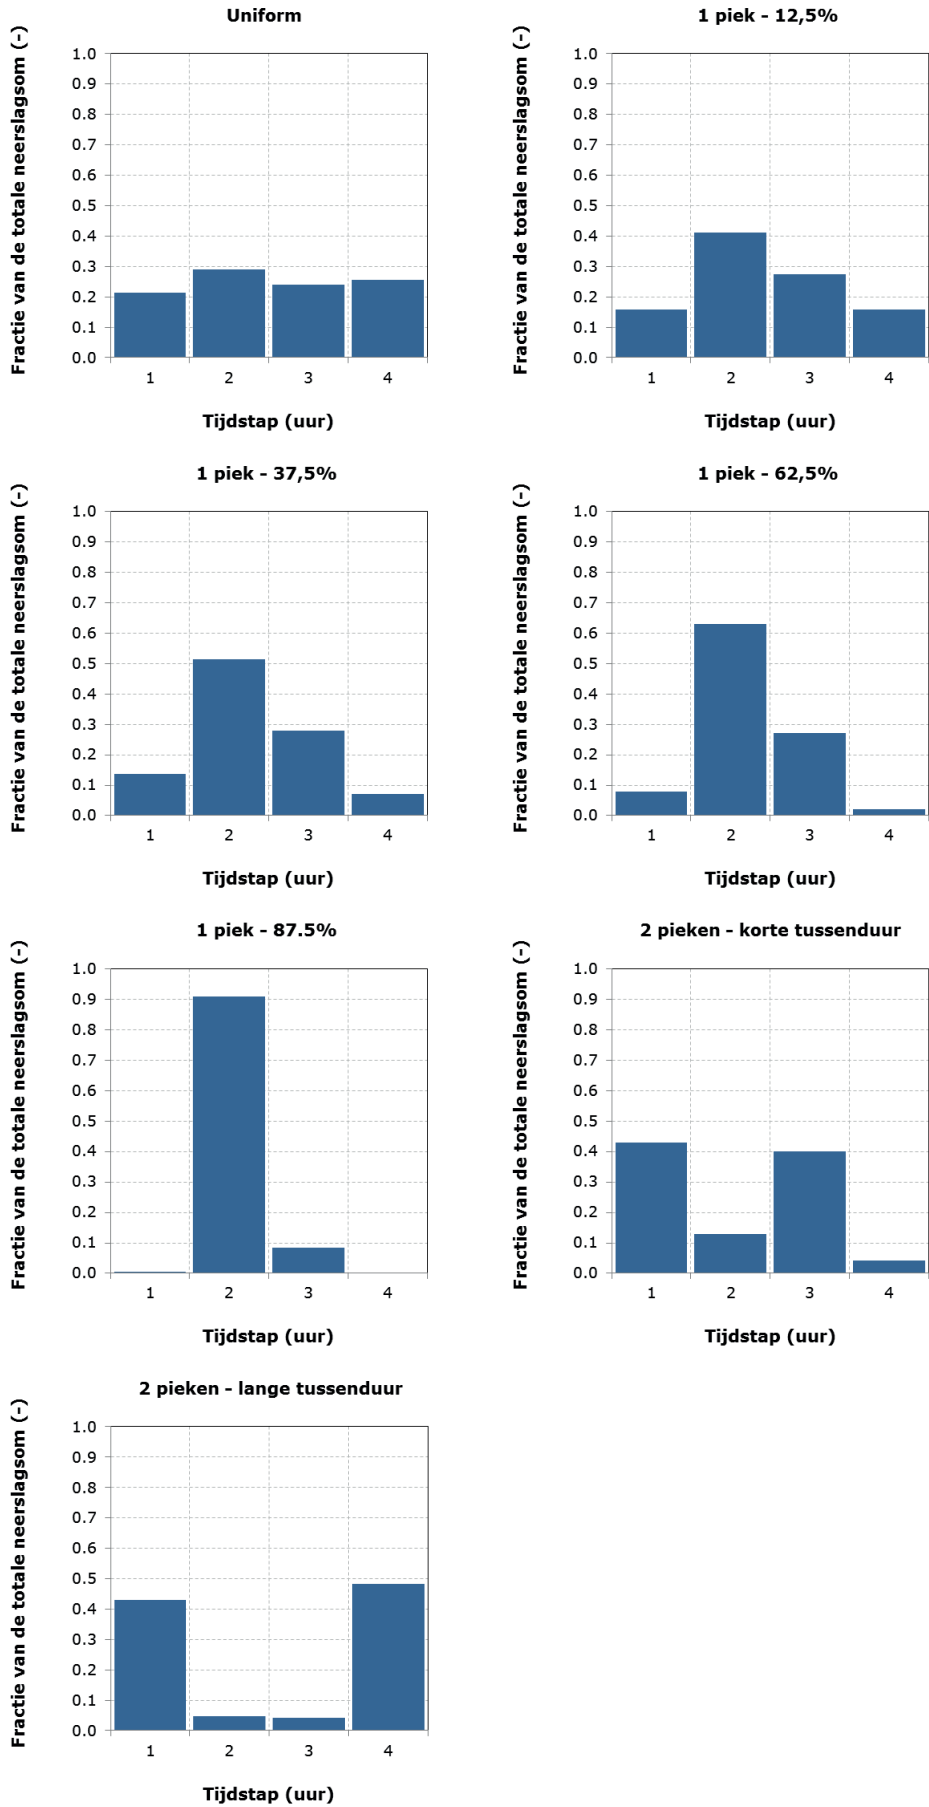 Uniform
Fractie van de totale neerslagsom (-)
1.0
0.9
0.8
0.7
0.6
0.5
0.4
0.3
0.2
0.1
0.0
1 2 3 4
Tijdstap (uur)
1 piek - 12,5%
Fractie van de totale neerslagsom (-)
1.0
0.9
0.8
0.7
0.6
0.5
0.4
0.3
0.2
0.1
0.0
1 2 3 4
Tijdstap (uur)
1 piek - 37,5%
Fractie van de totale neerslagsom (-)
1.0
0.9
0.8
0.7
0.6
0.5
0.4
0.3
0.2
0.1
0.0
1 2 3 4
Tijdstap (uur)
1 piek - 62,5%
Fractie van de totale neerslagsom (-)
1.0
0.9
0.8
0.7
0.6
0.5
0.4
0.3
0.2
0.1
0.0
1 2 3 4
Tijdstap (uur)
1 piek - 87.5%
Fractie van de totale neerslagsom (-)
1.0
0.9
0.8
0.7
0.6
0.5
0.4
0.3
0.2
0.1
0.0
1 2 3 4
Tijdstap (uur)
2 pieken - korte tussenduur
Fractie van de totale neerslagsom (-)
1.0
0.9
0.8
0.7
0.6
0.5
0.4
0.3
0.2
0.1
0.0
1 2 3 4
Tijdstap (uur)
2 pieken - lange tussenduur
Fractie van de totale neerslagsom (-)
1.0
0.9
0.8
0.7
0.6
0.5
0.4
0.3
0.2
0.1
0.0
1 2 3 4
Tijdstap (uur)